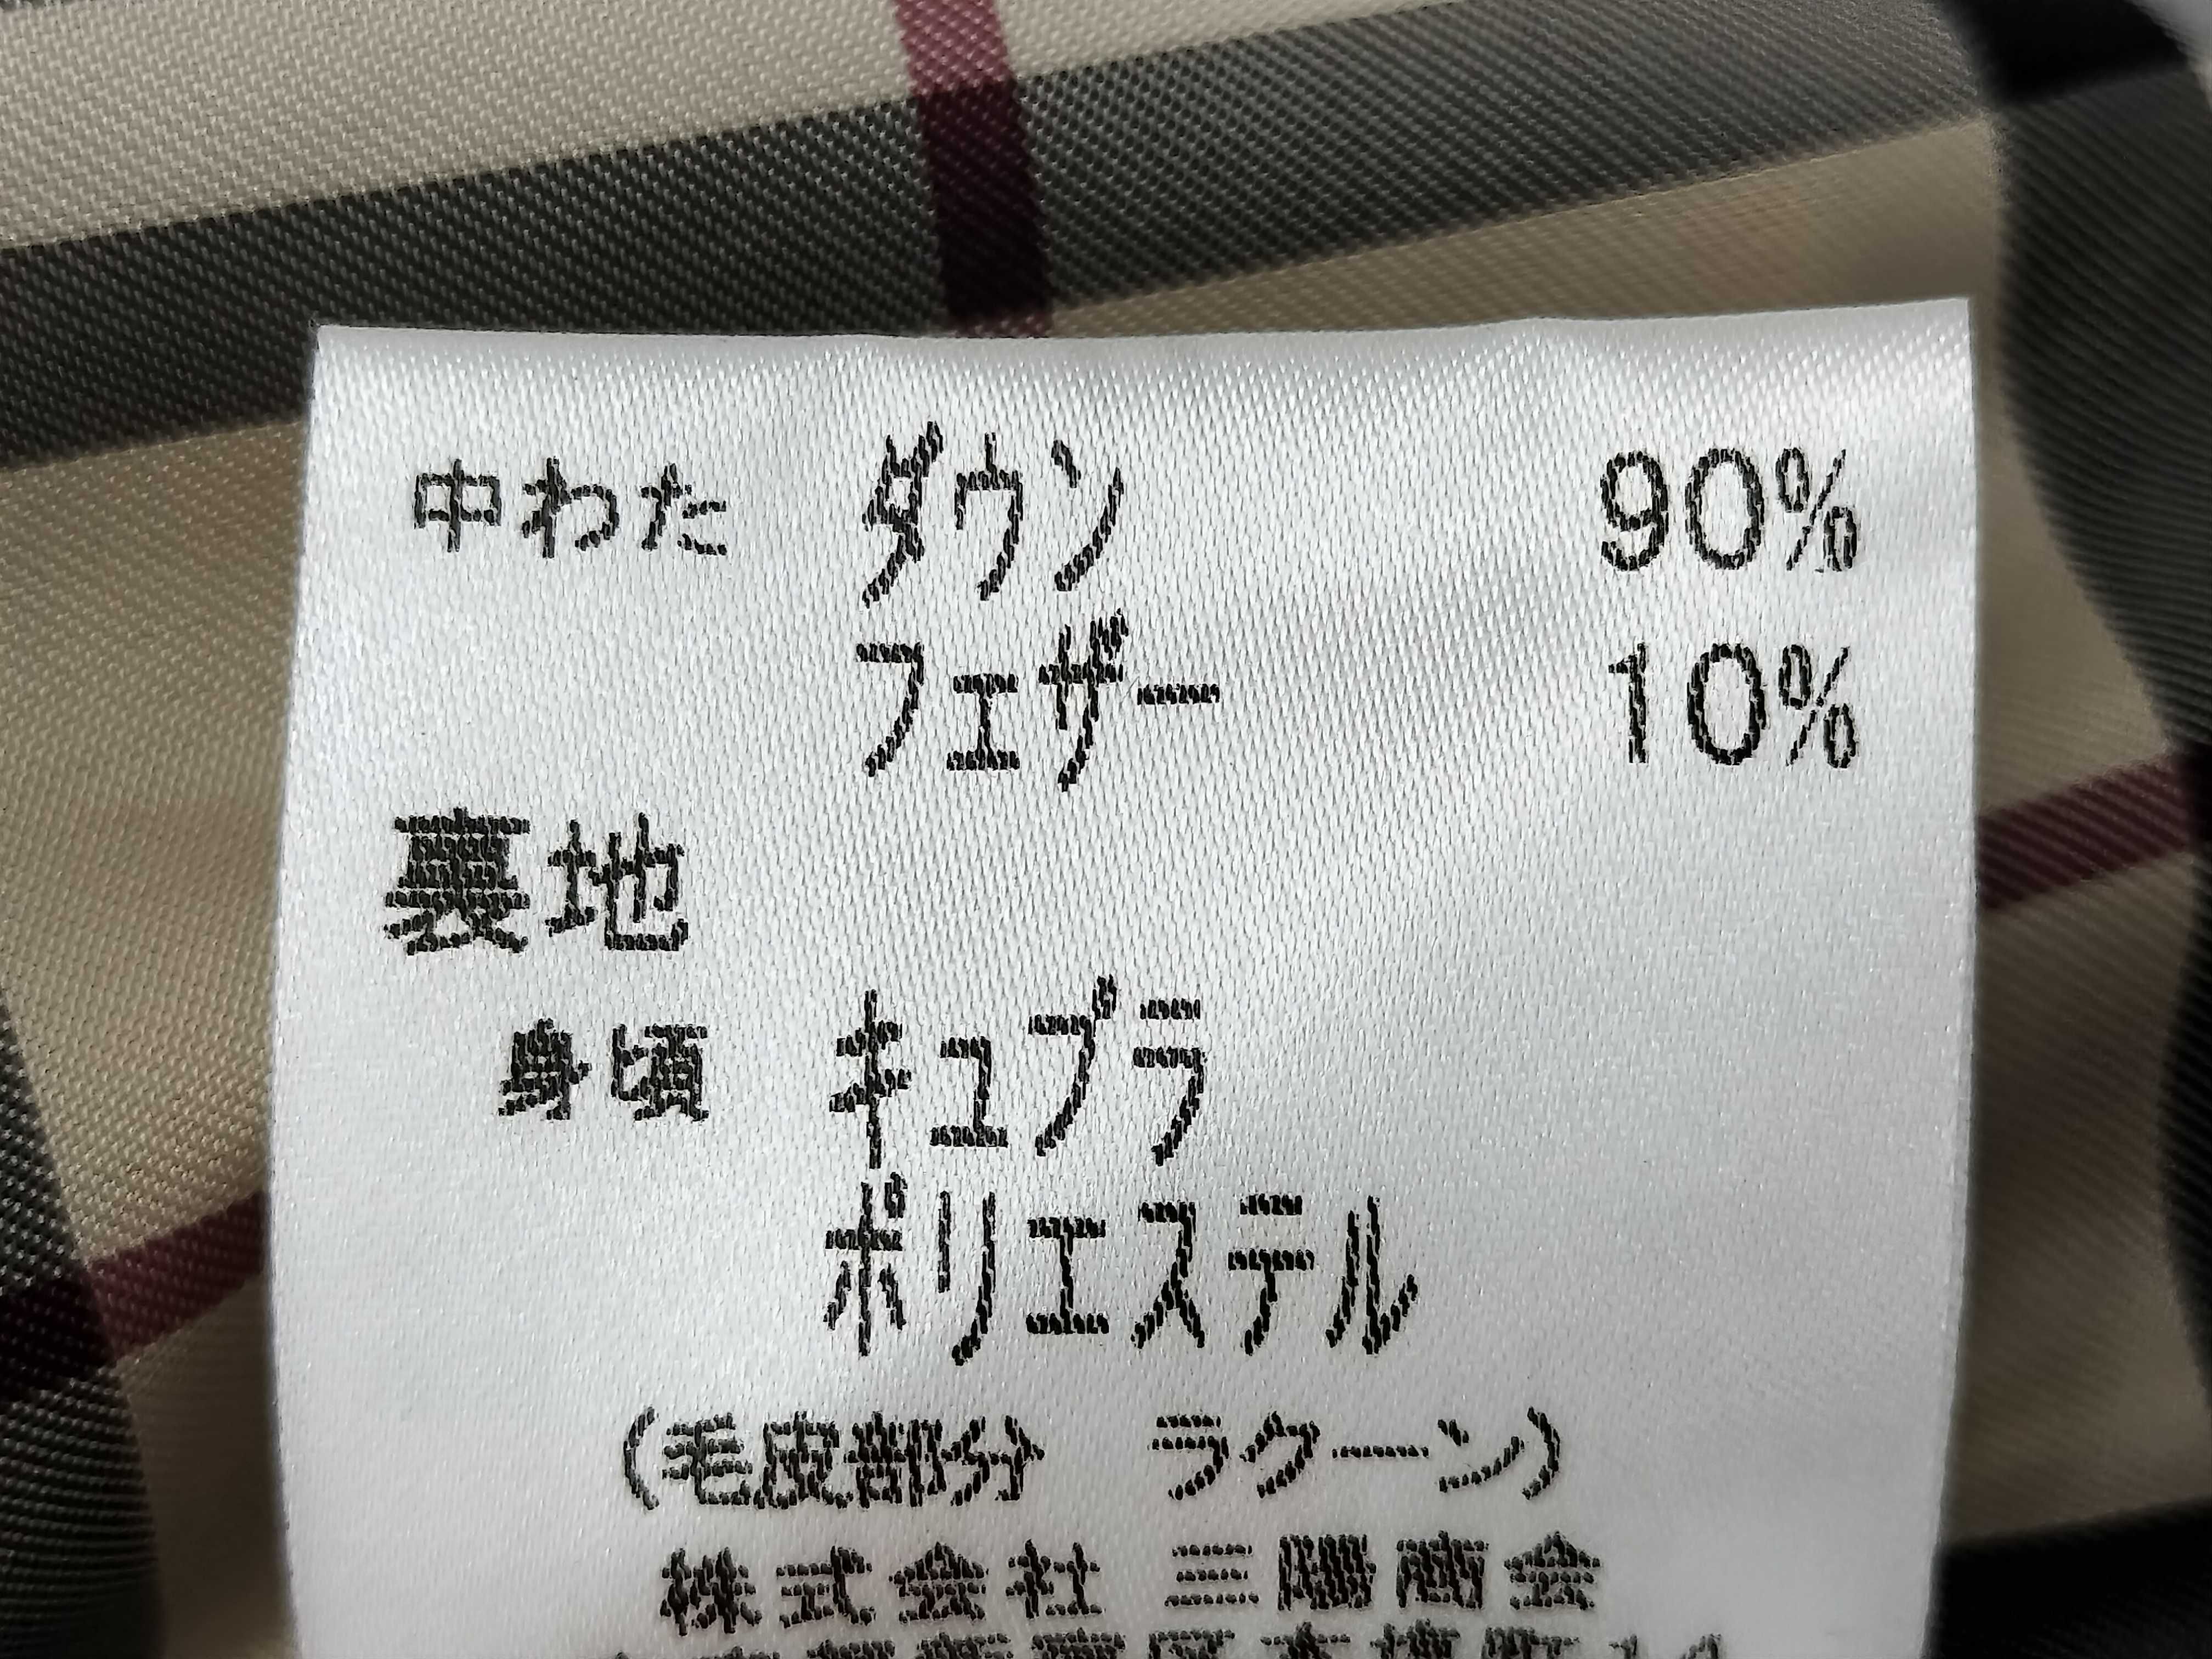 中わた ダウン 90%
フェザー 10%
裏地
身頃 キュプラ
ポリエステル
(毛皮部分 ラクーン)
株式会社 三陽商会